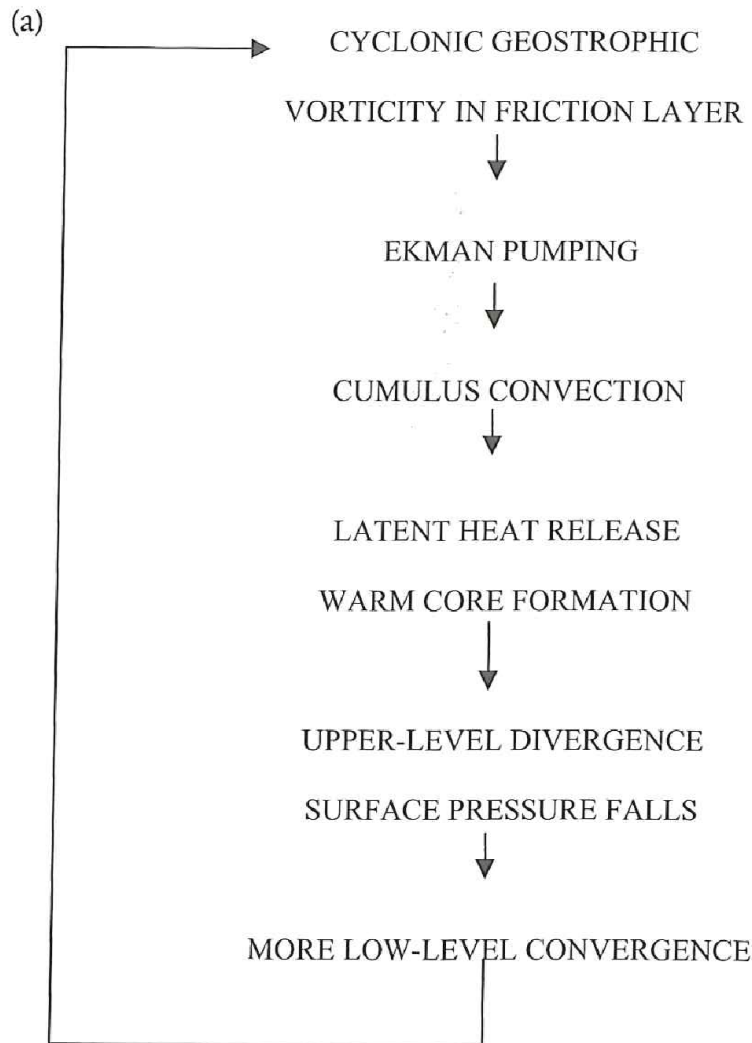 (a)
CYCLONIC GEOSTROPHIC
VORTICITY IN FRICTION LAYER
EKMAN PUMPING
CUMULUS CONVECTION
LATENT HEAT RELEASE
WARM CORE FORMATION
UPPER-LEVEL DIVERGENCE
SURFACE PRESSURE FALLS
MORE LOW-LEVEL CONVERGENCE